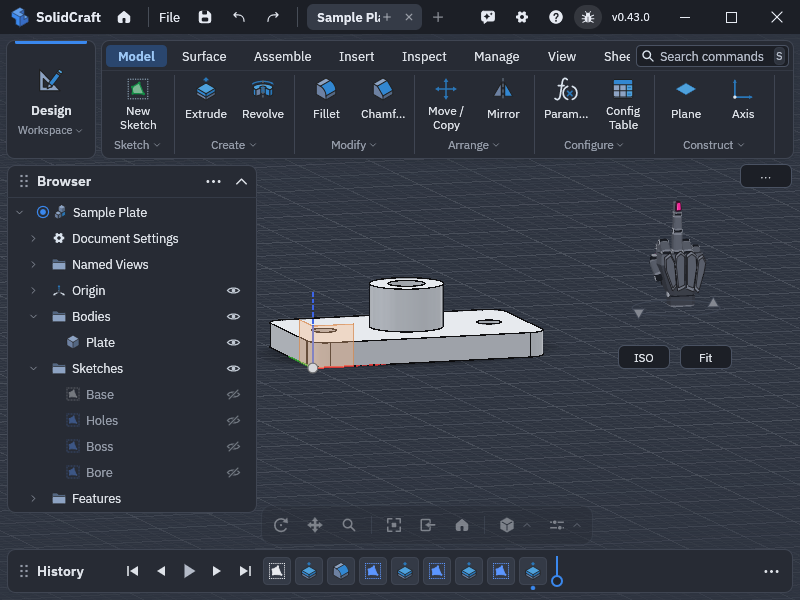 SolidCraft
File
Sample Pl
v0.43.0
Design
Workspace
Model
Surface
Assemble
Insert
Inspect
Manage
View
Shee
Search commands
S
New Sketch
Extrude
Revolve
Fillet
Chamf...
Move / Copy
Mirror
Param...
Config Table
Plane
Axis
Sketch
Create
Modify
Arrange
Configure
Construct
Browser
Sample Plate
Document Settings
Named Views
Origin
Bodies
Plate
Sketches
Base
Holes
Boss
Bore
Features
ISO
Fit
History